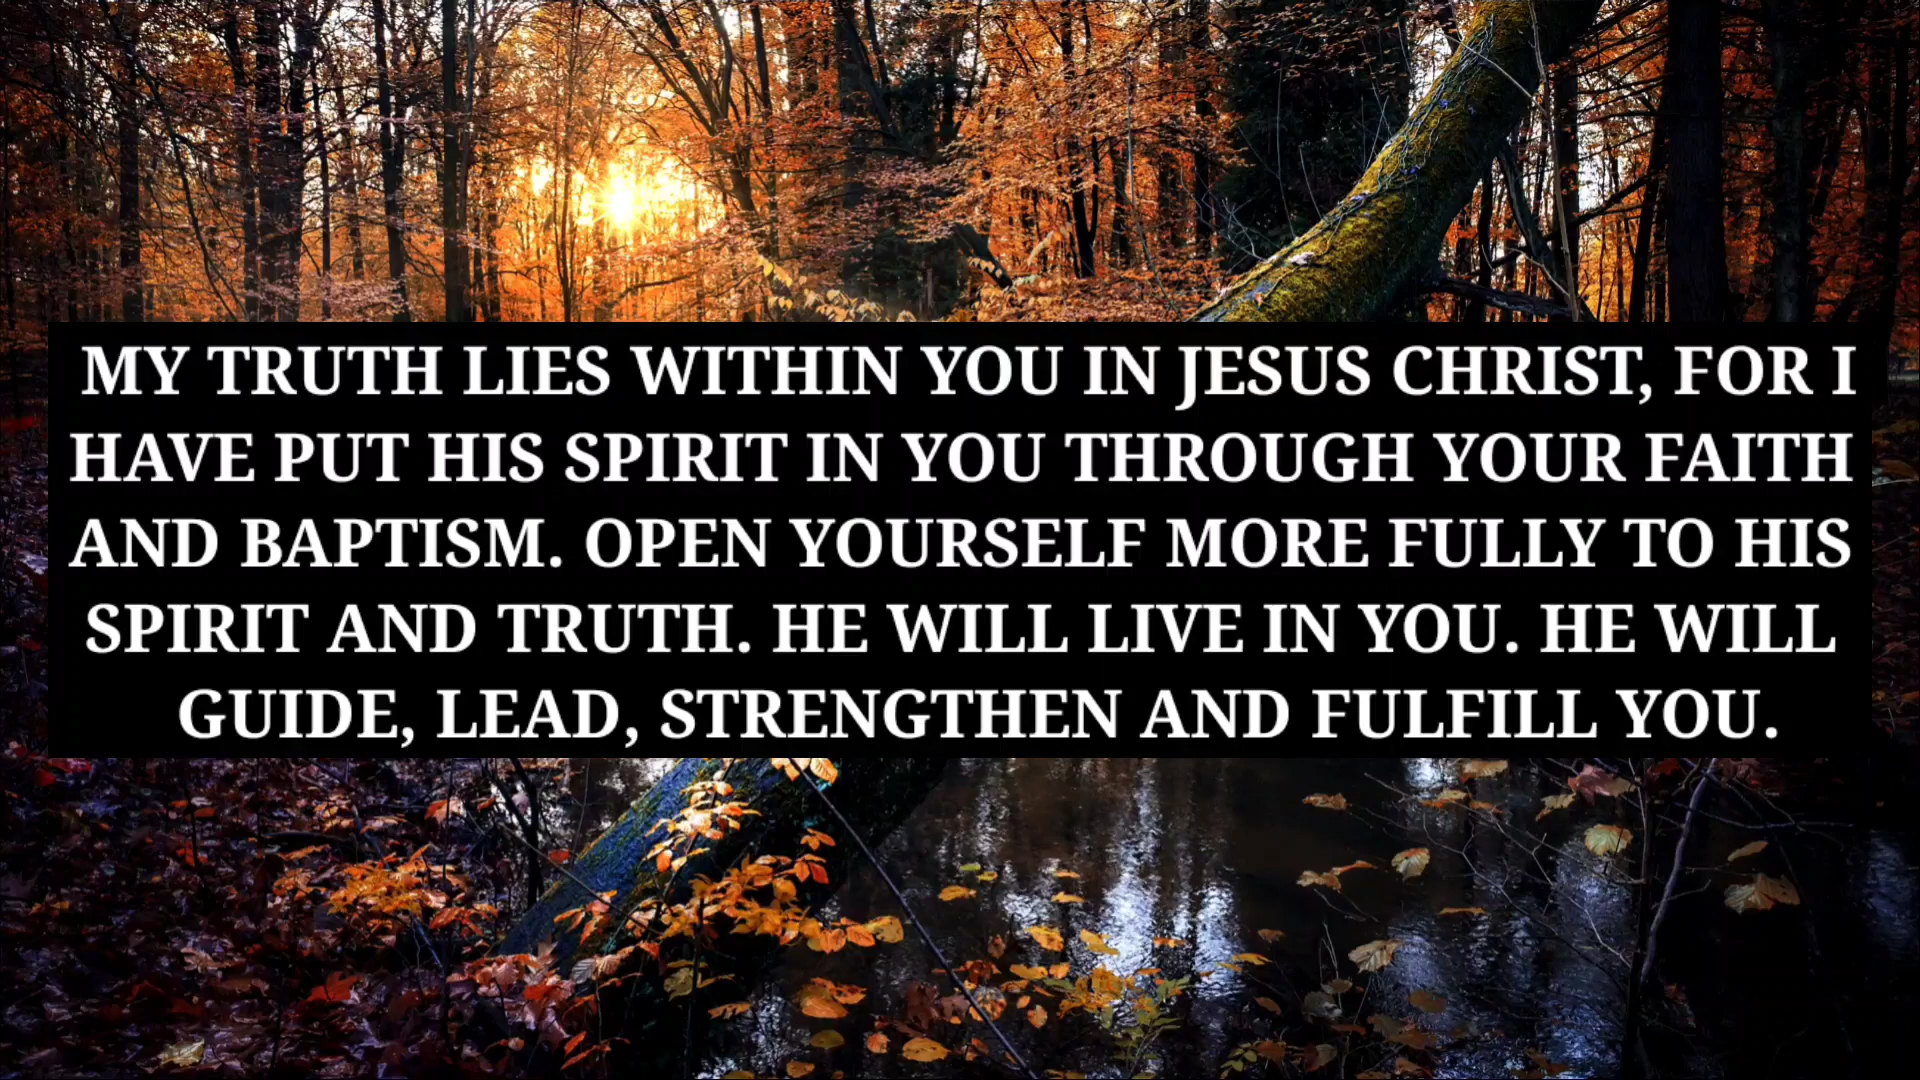 MY TRUTH LIES WITHIN YOU IN JESUS CHRIST, FOR I
HAVE PUT HIS SPIRIT IN YOU THROUGH YOUR FAITH
AND BAPTISM. OPEN YOURSELF MORE FULLY TO HIS
SPIRIT AND TRUTH. HE WILL LIVE IN YOU. HE WILL
GUIDE, LEAD, STRENGTHEN AND FULFILL YOU.